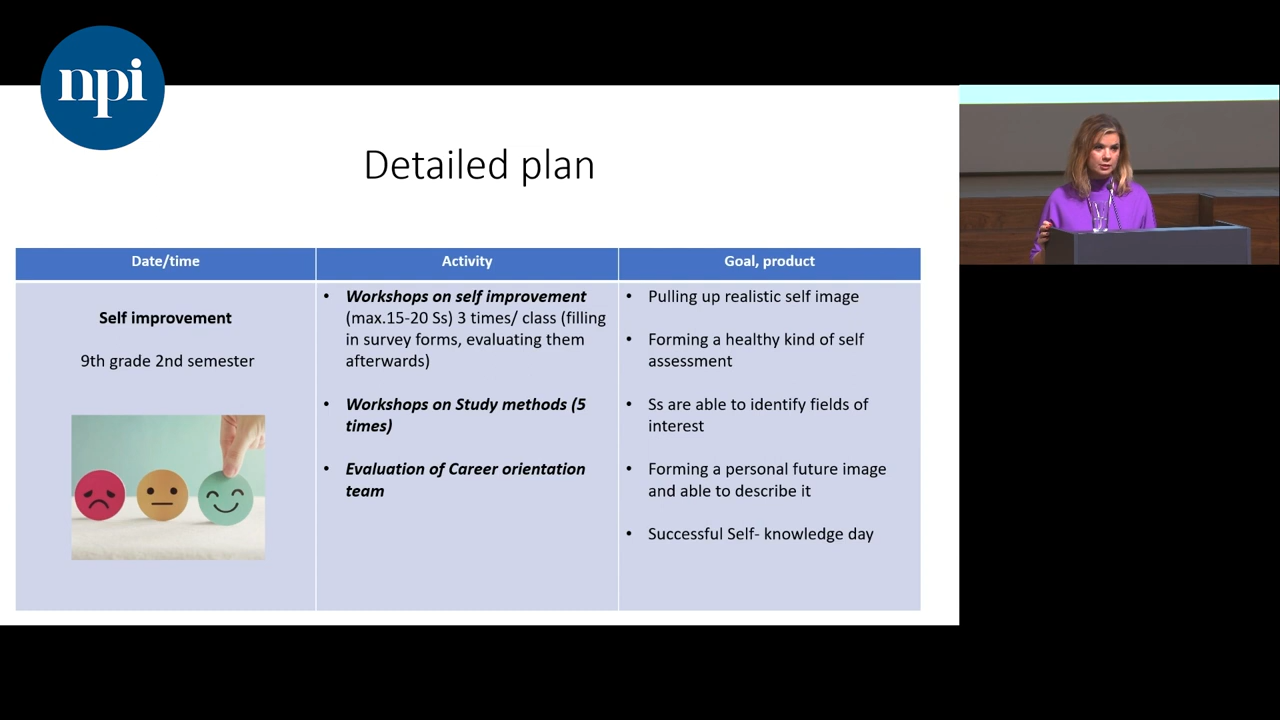 npi
Detailed plan
Date/time
Activity
Goal, product
Self improvement
9th grade 2nd semester
• Workshops on self improvement
(max.15-20 Ss) 3 times/ class (filling
in survey forms, evaluating them
afterwards)
• Workshops on Study methods (5
times)
• Evaluation of Career orientation
team
• Pulling up realistic self image
• Forming a healthy kind of self
assessment
• Ss are able to identify fields of
interest
• Forming a personal future image
and able to describe it
• Successful Self- knowledge day